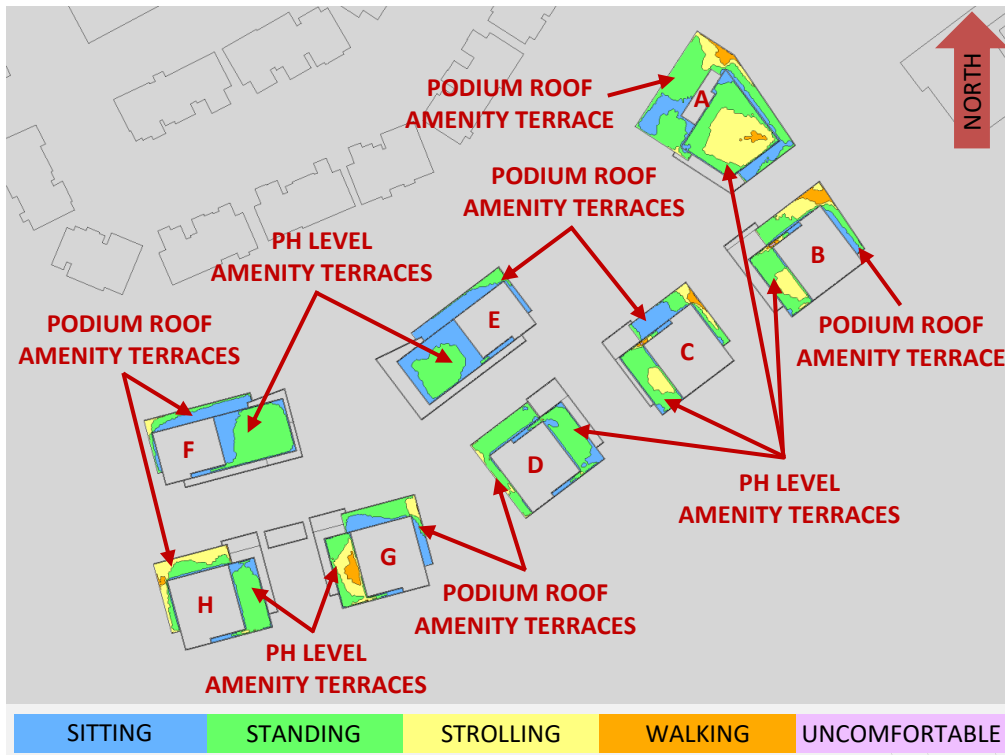 PODIUM ROOF
AMENITY TERRACE
A
NORTH
PODIUM ROOF
AMENITY TERRACES
PH LEVEL
AMENITY TERRACES
B
PODIUM ROOF
AMENITY TERRACES
E
C
PODIUM ROOF
AMENITY TERRACE
F
D
PH LEVEL
AMENITY TERRACES
G
H
PODIUM ROOF
AMENITY TERRACES
PH LEVEL
AMENITY TERRACES
SITTING
STANDING
STROLLING
WALKING
UNCOMFORTABLE